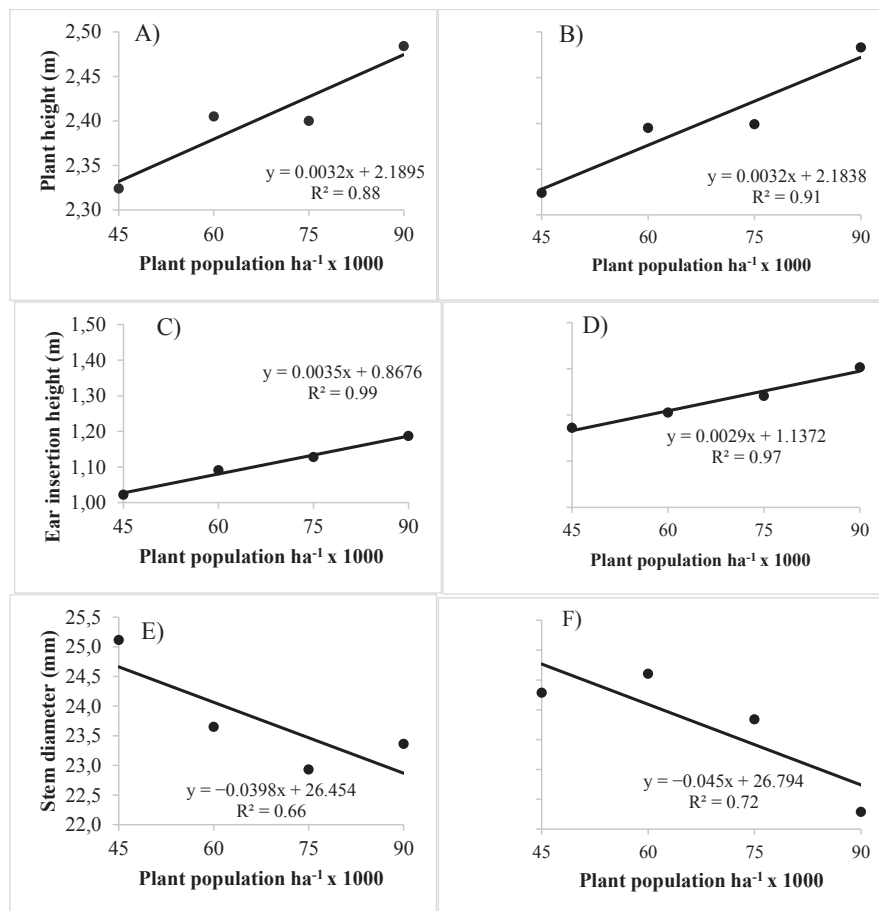 A)
Plant height (m)
2,50
2,45
2,40
2,35
2,30
y = 0.0032x + 2.1895
R² = 0.88
45 60 75 90
Plant population ha⁻¹ x 1000
B)
y = 0.0032x + 2.1838
R² = 0.91
45 60 75 90
Plant population ha⁻¹ x 1000
C)
Ear insertion height (m)
1,50
1,40
1,30
1,20
1,10
1,00
y = 0.0035x + 0.8676
R² = 0.99
45 60 75 90
Plant population ha⁻¹ x 1000
D)
y = 0.0029x + 1.1372
R² = 0.97
45 60 75 90
Plant population ha⁻¹ x 1000
E)
Stem diameter (mm)
25,5
25,0
24,5
24,0
23,5
23,0
22,5
22,0
y = −0.0398x + 26.454
R² = 0.66
45 60 75 90
Plant population ha⁻¹ x 1000
F)
y = −0.045x + 26.794
R² = 0.72
45 60 75 90
Plant population ha⁻¹ x 1000